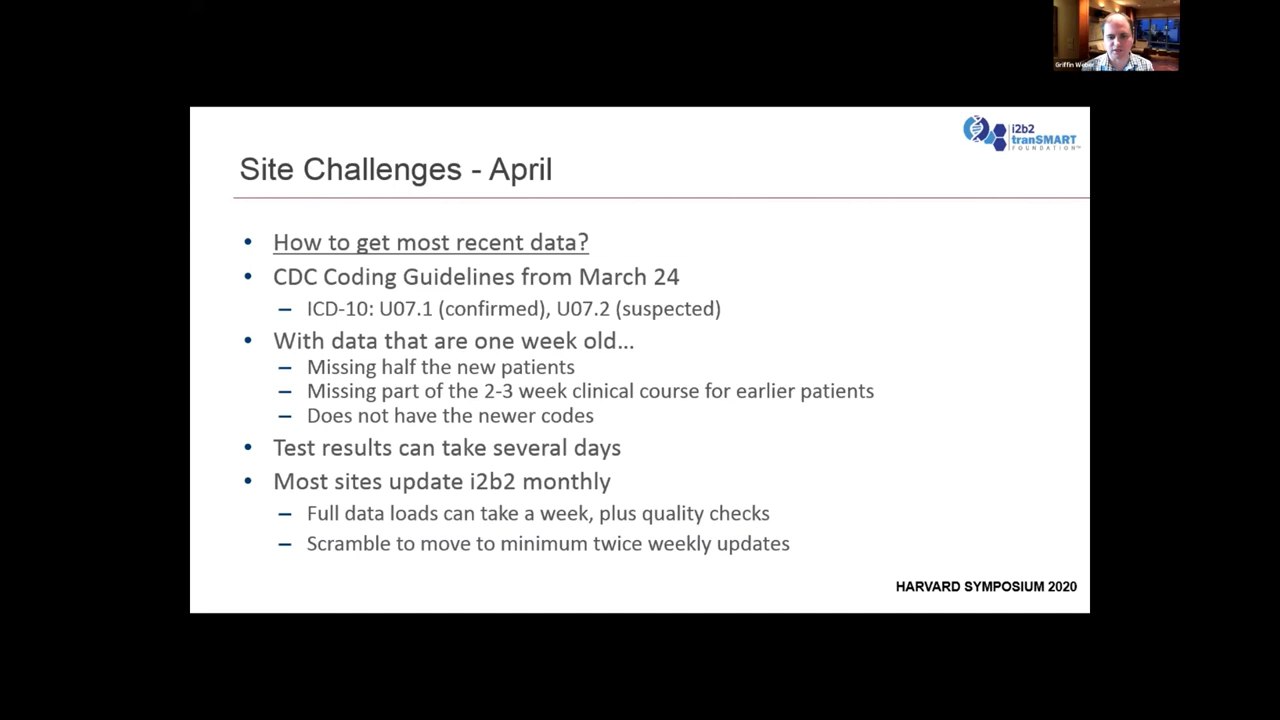 Griffin Weber
i2b2
tranSMART
FOUNDATION
Site Challenges - April
• How to get most recent data?
• CDC Coding Guidelines from March 24
– ICD-10: U07.1 (confirmed), U07.2 (suspected)
• With data that are one week old...
– Missing half the new patients
– Missing part of the 2-3 week clinical course for earlier patients
– Does not have the newer codes
• Test results can take several days
• Most sites update i2b2 monthly
– Full data loads can take a week, plus quality checks
– Scramble to move to minimum twice weekly updates
HARVARD SYMPOSIUM 2020